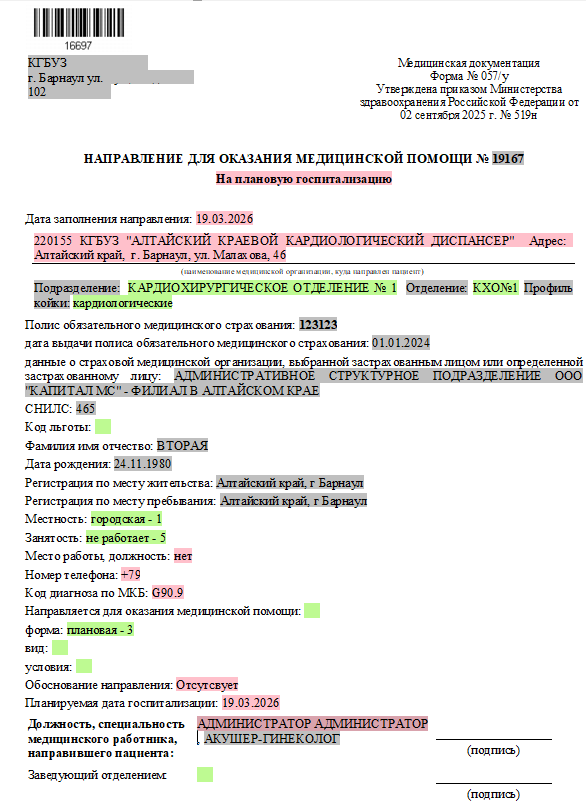 16697
КГБУЗ
г. Барнаул ул.
102
Медицинская документация
Форма № 057/у
Утверждена приказом Министерства
здравоохранения Российской Федерации от
02 сентября 2025 г. № 519н
НАПРАВЛЕНИЕ ДЛЯ ОКАЗАНИЯ МЕДИЦИНСКОЙ ПОМОЩИ № 19167
На плановую госпитализацию
Дата заполнения направления: 19.03.2026
220155 КГБУЗ "АЛТАЙСКИЙ КРАЕВОЙ КАРДИОЛОГИЧЕСКИЙ ДИСПАНСЕР" Адрес:
Алтайский край, г. Барнаул, ул. Малахова, 46
(наименование медицинской организации, куда направлен пациент)
Подразделение: КАРДИОХИРУРГИЧЕСКОЕ ОТДЕЛЕНИЕ № 1 Отделение: КХО№1 Профиль
койки: кардиологические
Полис обязательного медицинского страхования: 123123
дата выдачи полиса обязательного медицинского страхования: 01.01.2024
данные о страховой медицинской организации, выбранной застрахованным лицом или определенной
застрахованному лицу: АДМИНИСТРАТИВНОЕ СТРУКТУРНОЕ ПОДРАЗДЕЛЕНИЕ ООО
"КАПИТАЛ МС" - ФИЛИАЛ В АЛТАЙСКОМ КРАЕ
СНИЛС: 465
Код льготы:
Фамилия имя отчество: ВТОРАЯ
Дата рождения: 24.11.1980
Регистрация по месту жительства: Алтайский край, г Барнаул
Регистрация по месту пребывания: Алтайский край, г Барнаул
Местность: городская - 1
Занятость: не работает - 5
Место работы, должность: нет
Номер телефона: +79
Код диагноза по МКБ: G90.9
Направляется для оказания медицинской помощи:
форма: плановая - 3
вид:
условия:
Обоснование направления: Отсутсвует
Планируемая дата госпитализации: 19.03.2026
Должность, специальность
медицинского работника,
направившего пациента:
АДМИНИСТРАТОР АДМИНИСТРАТОР
, АКУШЕР-ГИНЕКОЛОГ
(подпись)
Заведующий отделением:
(подпись)